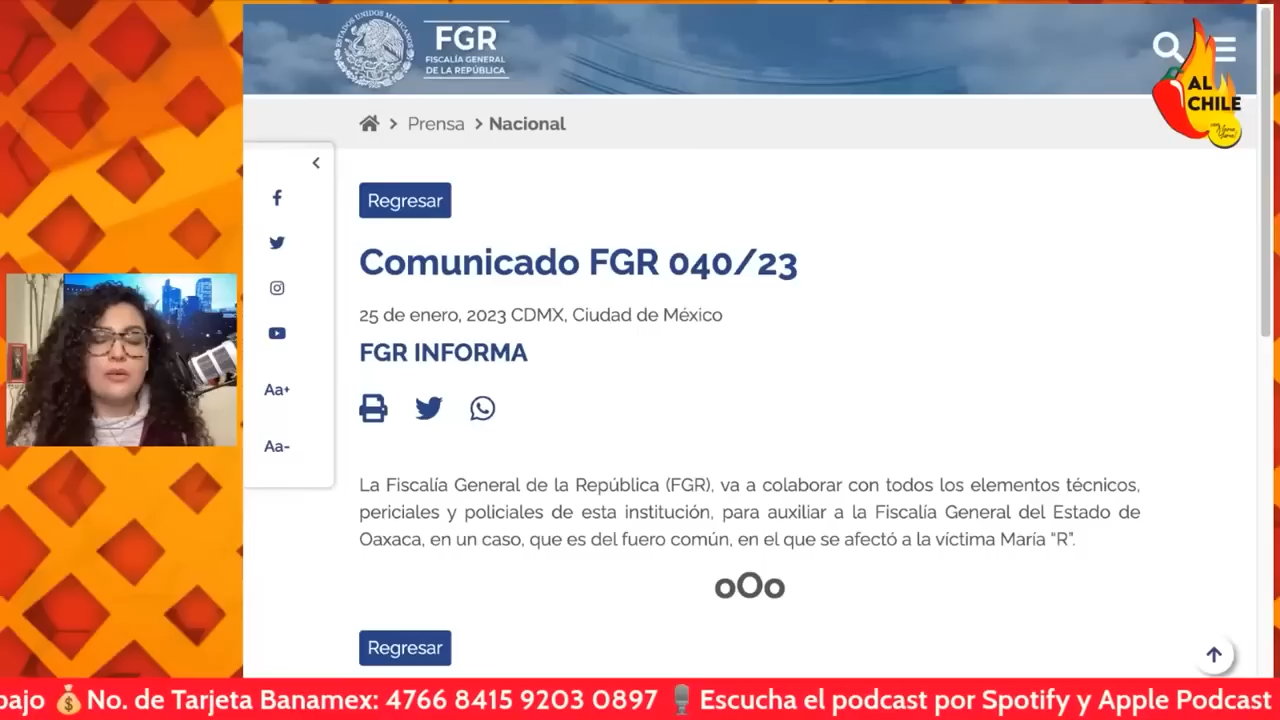 ESTADOS UNIDOS MEXICANOS
FGR
FISCALÍA GENERAL
DE LA REPÚBLICA
AL
CHILE
Prensa Nacional
Regresar
Comunicado FGR 040/23
25 de enero, 2023 CDMX, Ciudad de México
FGR INFORMA
Aa+
Aa-
La Fiscalía General de la República (FGR), va a colaborar con todos los elementos técnicos,
periciales y policiales de esta institución, para auxiliar a la Fiscalía General del Estado de
Oaxaca, en un caso, que es del fuero común, en el que se afectó a la víctima María “R”.
oOo
Regresar
bajo 💰No. de Tarjeta Banamex: 4766 8415 9203 0897 🎙️Escucha el podcast por Spotify y Apple Podcast